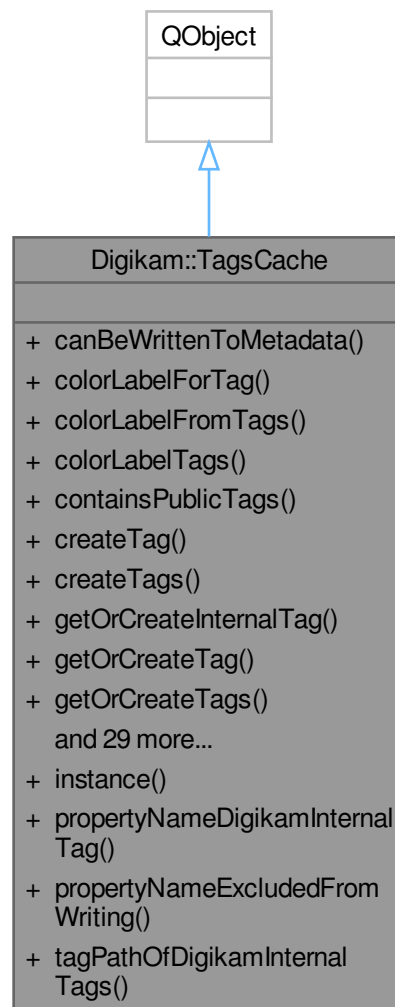 QObject
Digikam::TagsCache
+ canBeWrittenToMetadata()
+ colorLabelForTag()
+ colorLabelFromTags()
+ colorLabelTags()
+ containsPublicTags()
+ createTag()
+ createTags()
+ getOrCreateInternalTag()
+ getOrCreateTag()
+ getOrCreateTags()
and 29 more...
+ instance()
+ propertyNameDigikamInternal
Tag()
+ propertyNameExcludedFrom
Writing()
+ tagPathOfDigikamInternal
Tags()